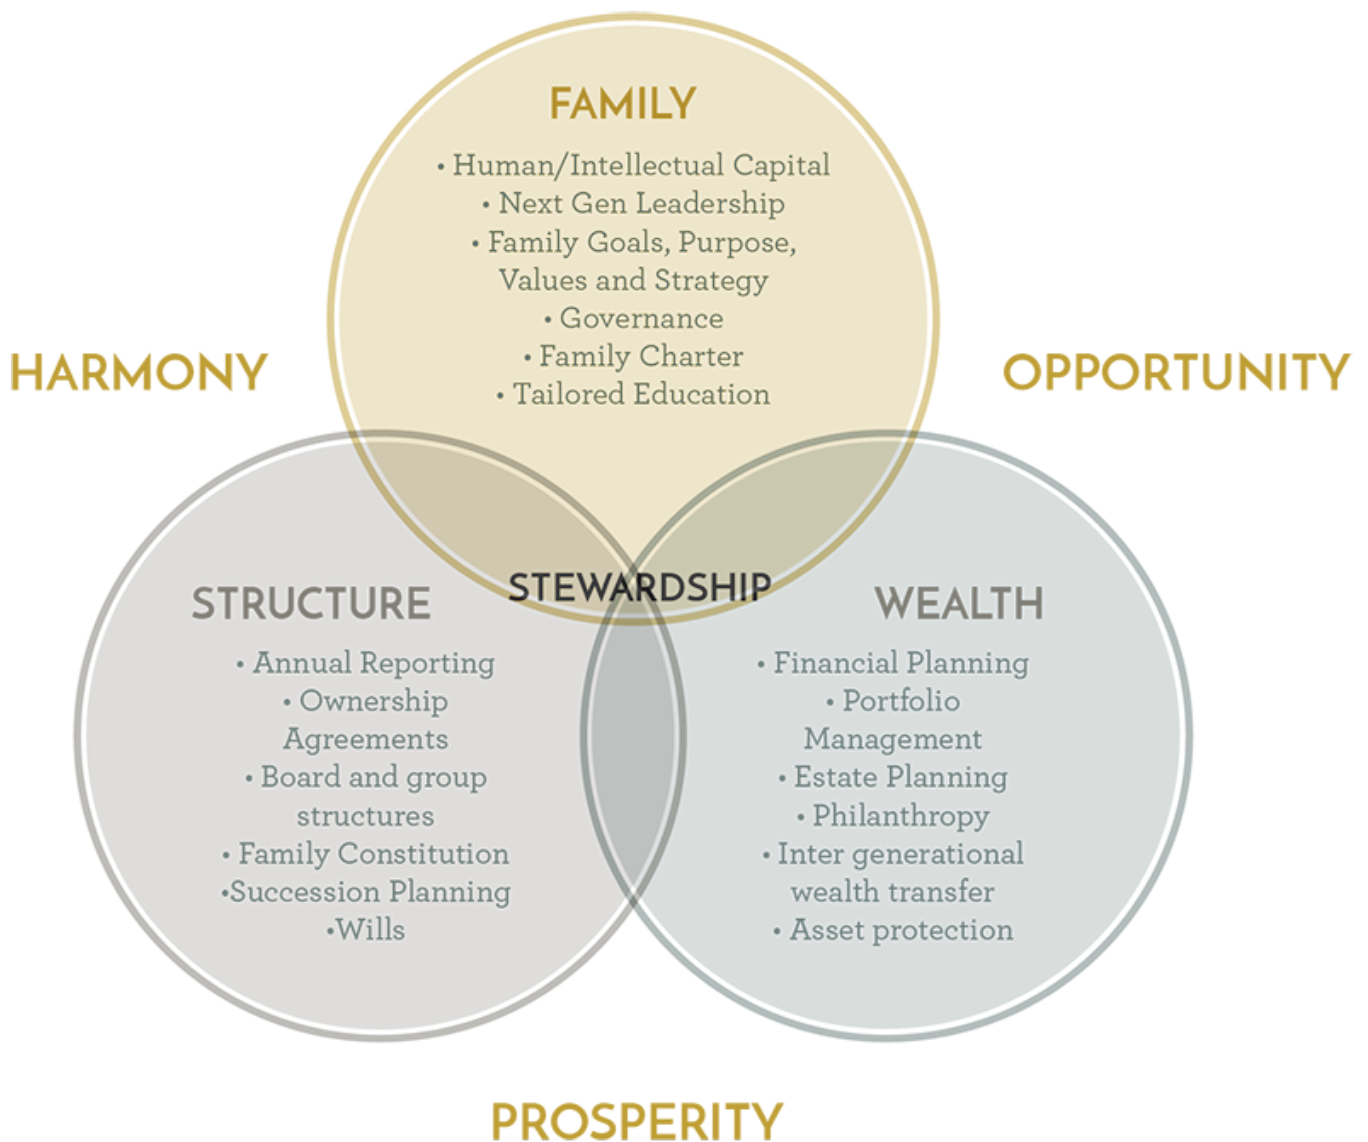 FAMILY
• Human/Intellectual Capital
• Next Gen Leadership
• Family Goals, Purpose,
Values and Strategy
• Governance
• Family Charter
• Tailored Education
HARMONY
OPPORTUNITY
STEWARDSHIP
STRUCTURE
• Annual Reporting
• Ownership
Agreements
• Board and group
structures
• Family Constitution
•Succession Planning
•Wills
WEALTH
• Financial Planning
• Portfolio
Management
• Estate Planning
• Philanthropy
• Inter generational
wealth transfer
• Asset protection
PROSPERITY